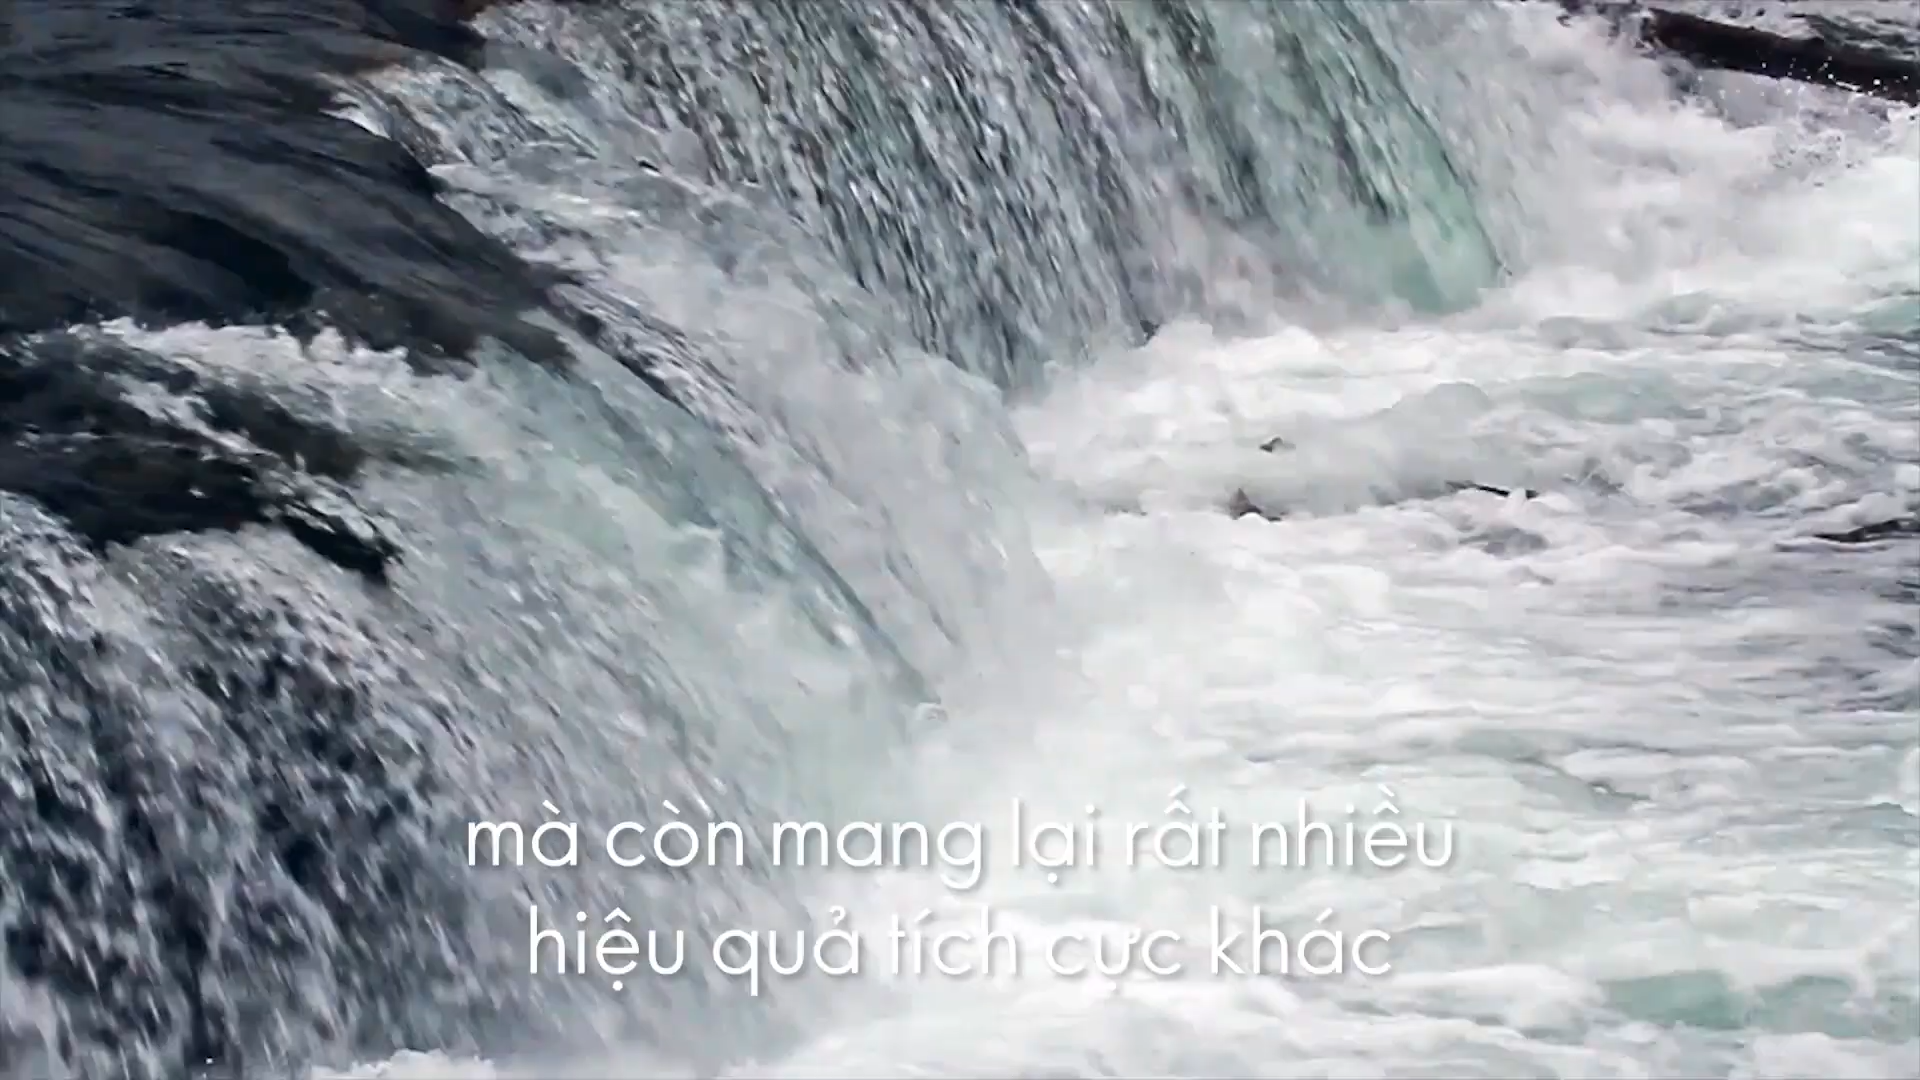 mà còn mang lại rất nhiều
hiệu quả tích cực khác